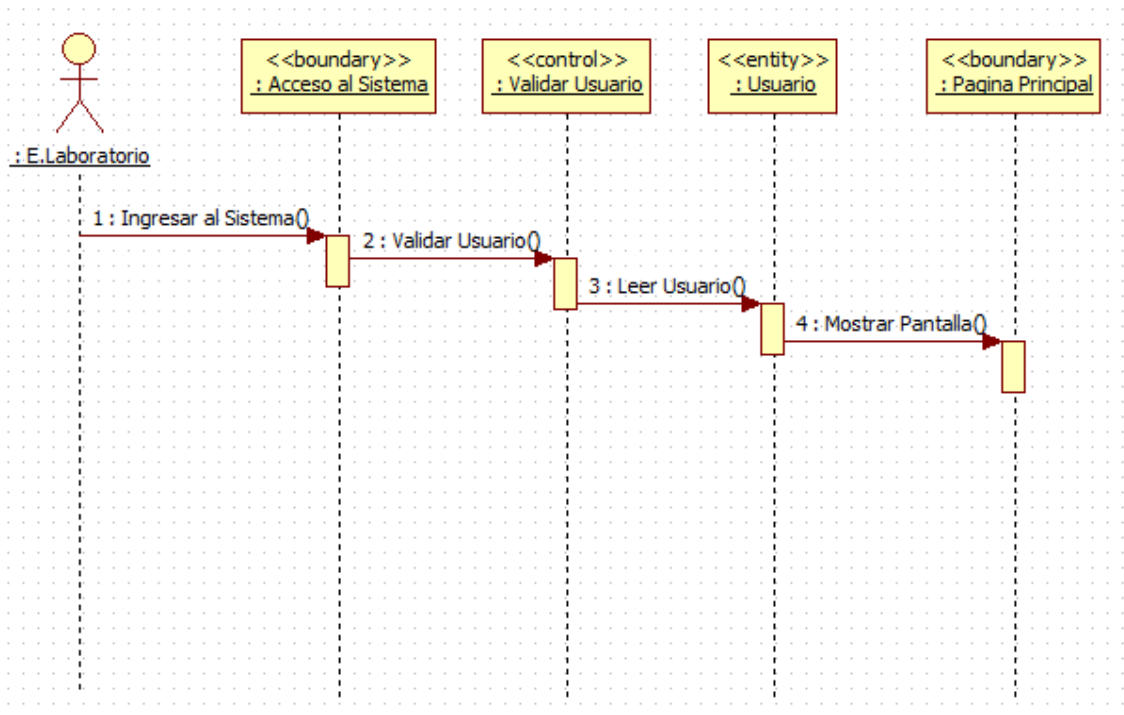 <<boundary>>
: Acceso al Sistema
<<control>>
: Validar Usuario
<<entity>>
: Usuario
<<boundary>>
: Pagina Principal
: E.Laboratorio
1 : Ingresar al Sistema()
2 : Validar Usuario()
3 : Leer Usuario()
4 : Mostrar Pantalla()